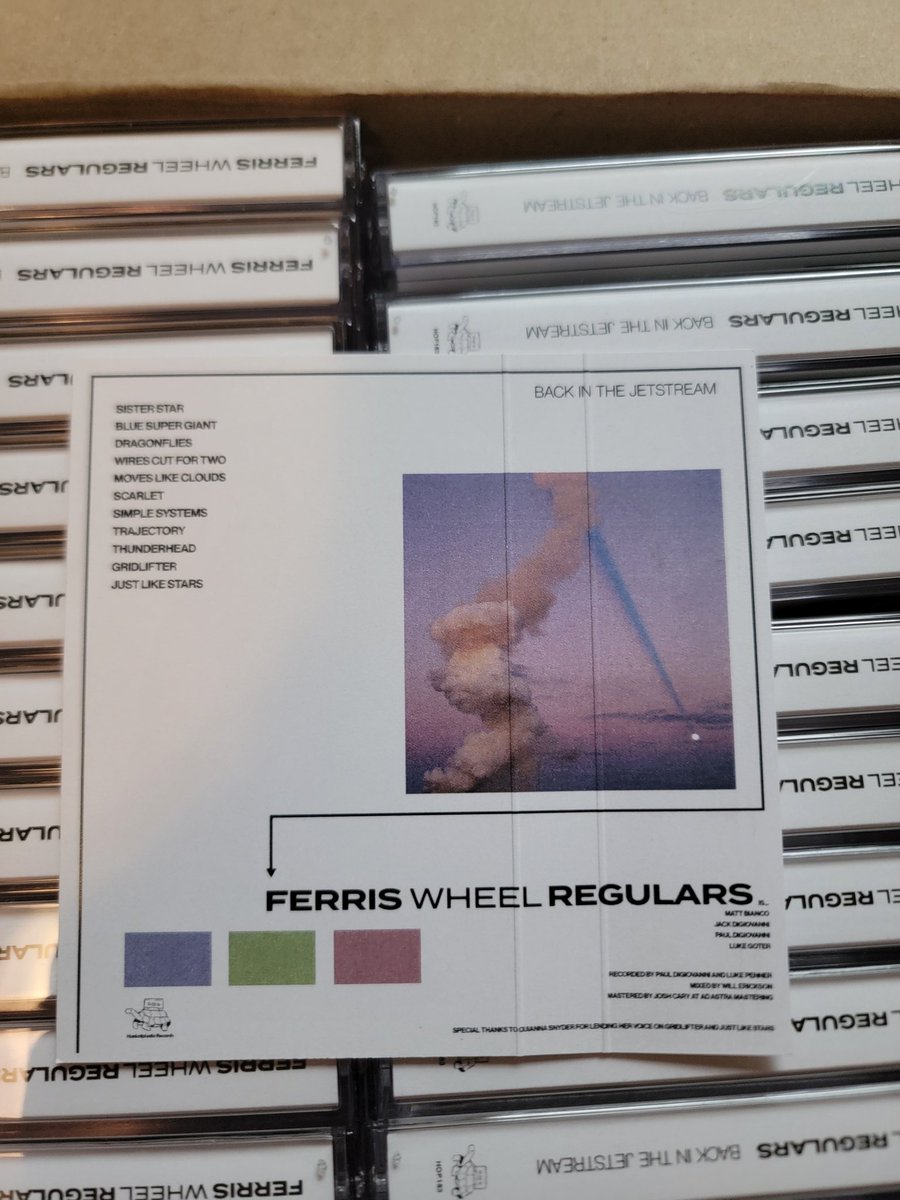 FERRIS WHEEL REGULARS
BACK IN THE JETSTREAM REGULARS
FERRIS WHEEL REGULARS
BACK IN THE JETSTREAM REGULARS
BACK IN THE JETSTREAM
SISTER STAR
BLUE SUPER GIANT
DRAGONFLIES
WIRES CUT FOR TWO
MOVES LIKE CLOUDS
SCARLET
SIMPLE SYSTEMS
TRAJECTORY
THUNDERHEAD
GRIDLIFTER
JUST LIKE STARS
FERRIS WHEEL REGULARS IS...
MATT BIANCO
JACK DIGIOVANNI
PAUL DIGIOVANNI
LUKE GOTER
RECORDED BY PAUL DIGIOVANNI AND LUKE PENNER
MIXED BY WILL ERICKSON
MASTERED BY JOSH CARY AT AD ASTRA MASTERING
SPECIAL THANKS TO QUIANNA SNYDER FOR LENDING HER VOICE ON GRIDLIFTER AND JUST LIKE STARS
FERRIS WHEEL REGULARS
HOP183 BACK IN THE JETSTREAM REGULARS
FERRIS WHEEL REGULARS